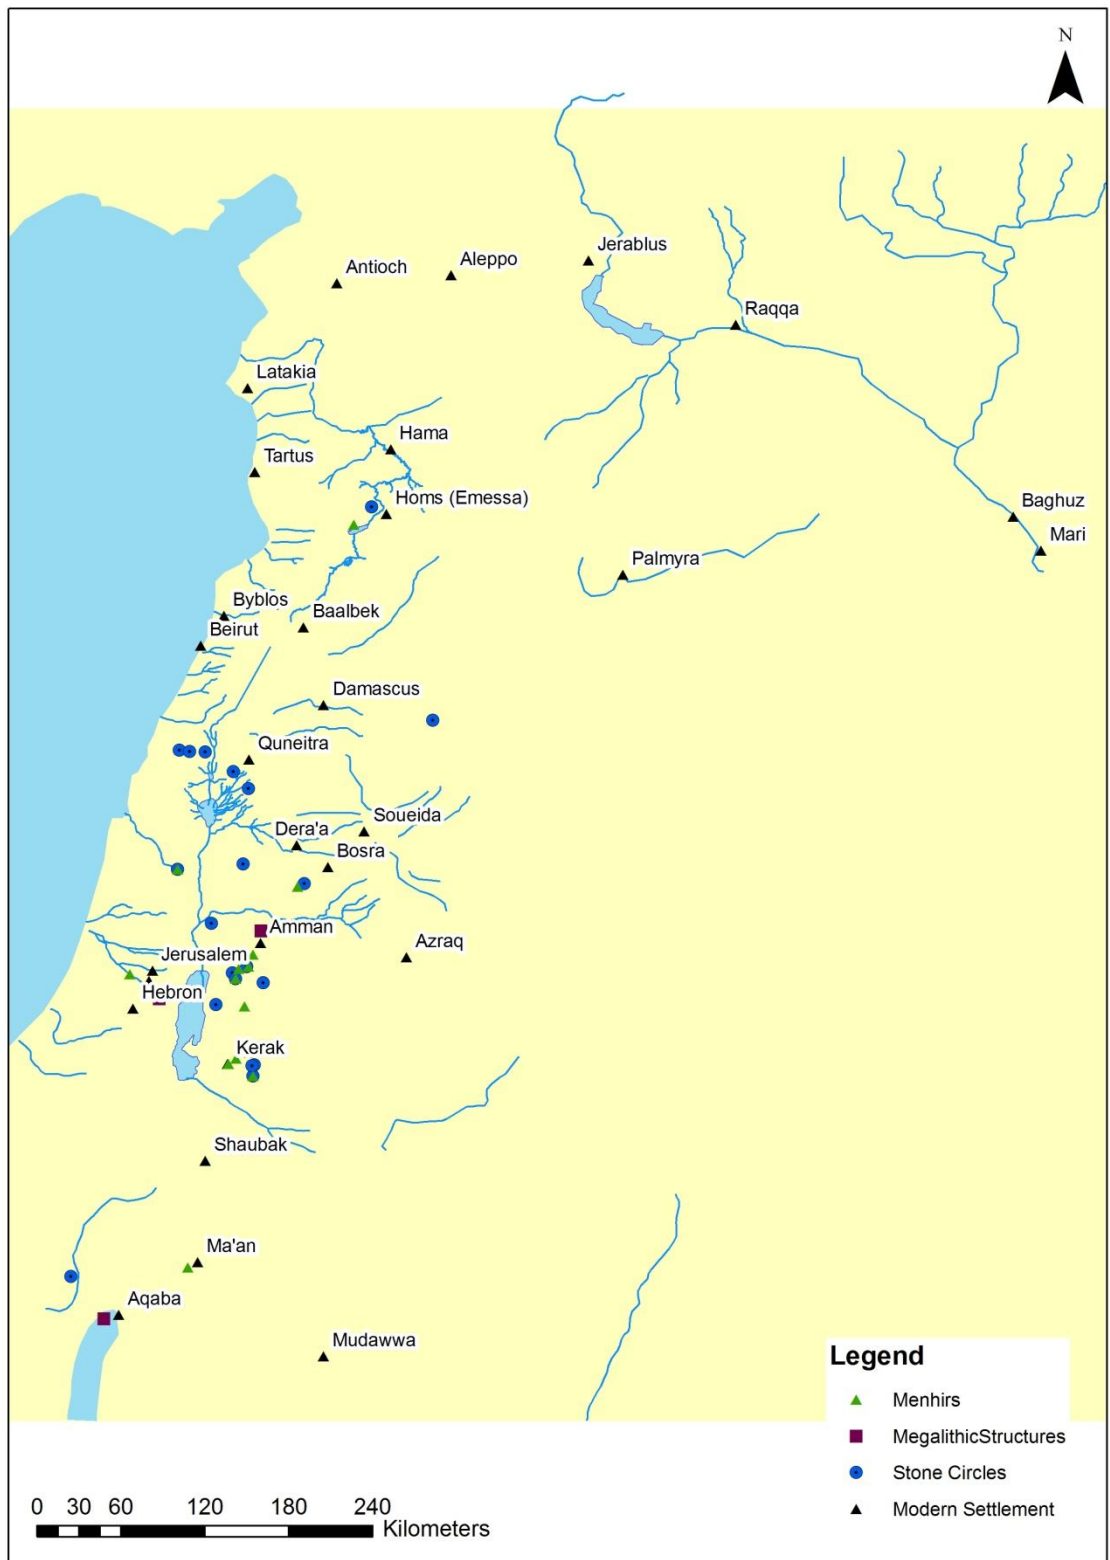 N
Jerablus
Aleppo
Antioch
Raqqa
Latakia
Hama
Tartus
Homs (Emessa)
Baghuz
Mari
Palmyra
Byblos
Baalbek
Beirut
Damascus
Quneitra
Soueida
Dera'a
Bosra
Amman
Azraq
Jerusalem
Hebron
Kerak
Shaubak
Ma'an
Aqaba
Mudawwa
Legend
Menhirs
MegalithicStructures
Stone Circles
Modern Settlement
0 30 60 120 180 240
Kilometers